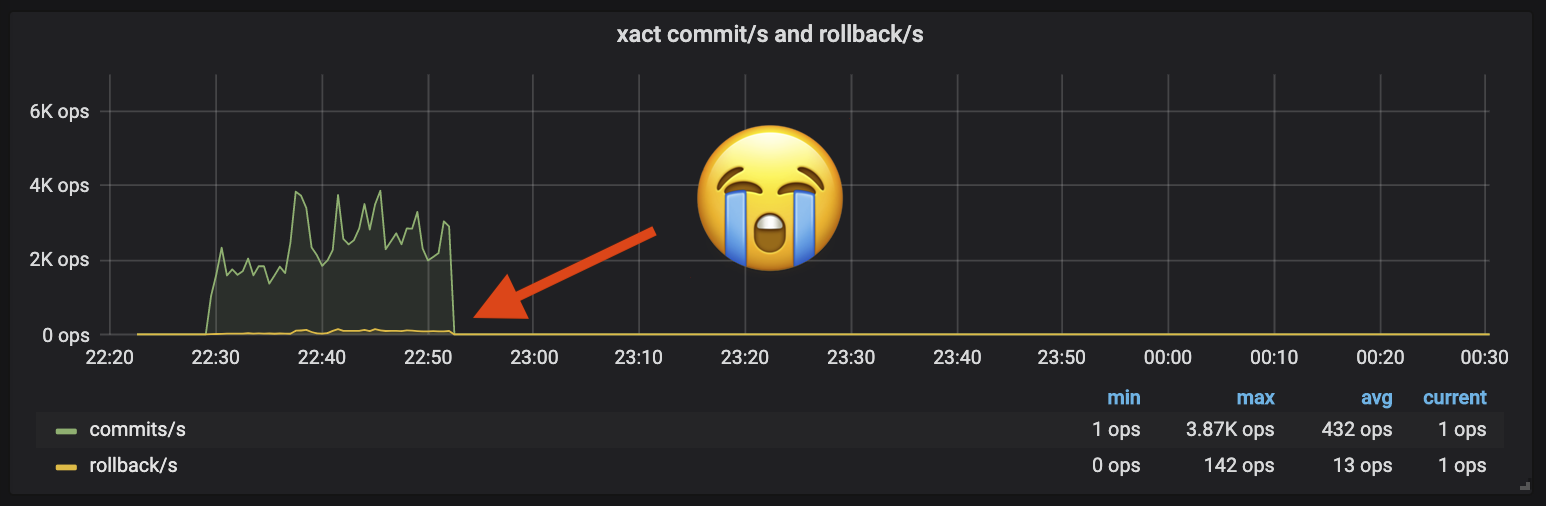 xact commit/s and rollback/s
6K ops
4K ops
2K ops
0 ops
22:20 22:30 22:40 22:50 23:00 23:10 23:20 23:30 23:40 23:50 00:00 00:10 00:20 00:30
min max avg current
commits/s 1 ops 3.87K ops 432 ops 1 ops
rollback/s 0 ops 142 ops 13 ops 1 ops